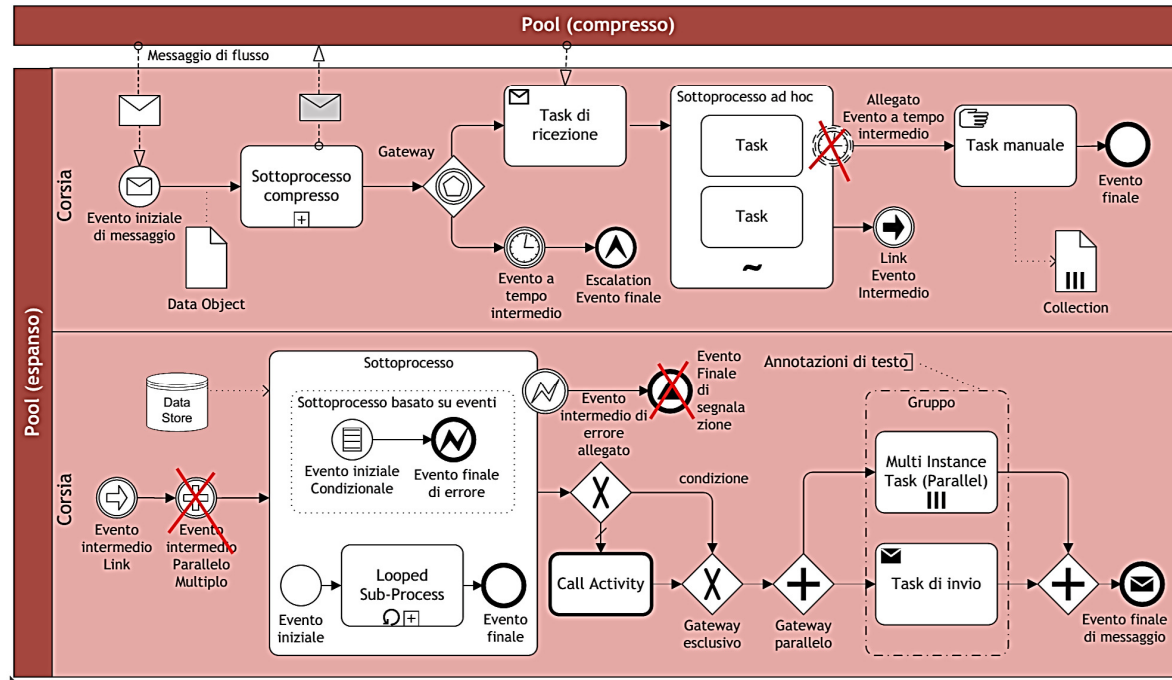 Pool (compresso)
Messaggio di flusso
Pool (espanso)
Corsia
Evento iniziale
di messaggio
Data Object
Sottoprocesso
compresso
Gateway
Task di
ricezione
Evento a
tempo
intermedio
Escalation
Evento finale
Sottoprocesso ad hoc
Task
Task
Allegato
Evento a tempo
intermedio
Link
Evento
Intermedio
Task manuale
Evento
finale
Collection
Corsia
Data
Store
Evento
intermedio
Link
Evento
intermedio
Parallelo
Multiplo
Sottoprocesso
Sottoprocesso basato su eventi
Evento iniziale
Condizionale
Evento finale
di errore
Evento
iniziale
Looped
Sub-Process
Evento
finale
Evento
intermedio di
errore
allegato
Evento
Finale
di
segnala
zione
condizione
Call Activity
Gateway
esclusivo
Gateway
parallelo
Annotazioni di testo
Gruppo
Multi Instance
Task (Parallel)
Task di invio
Evento finale
di messaggio